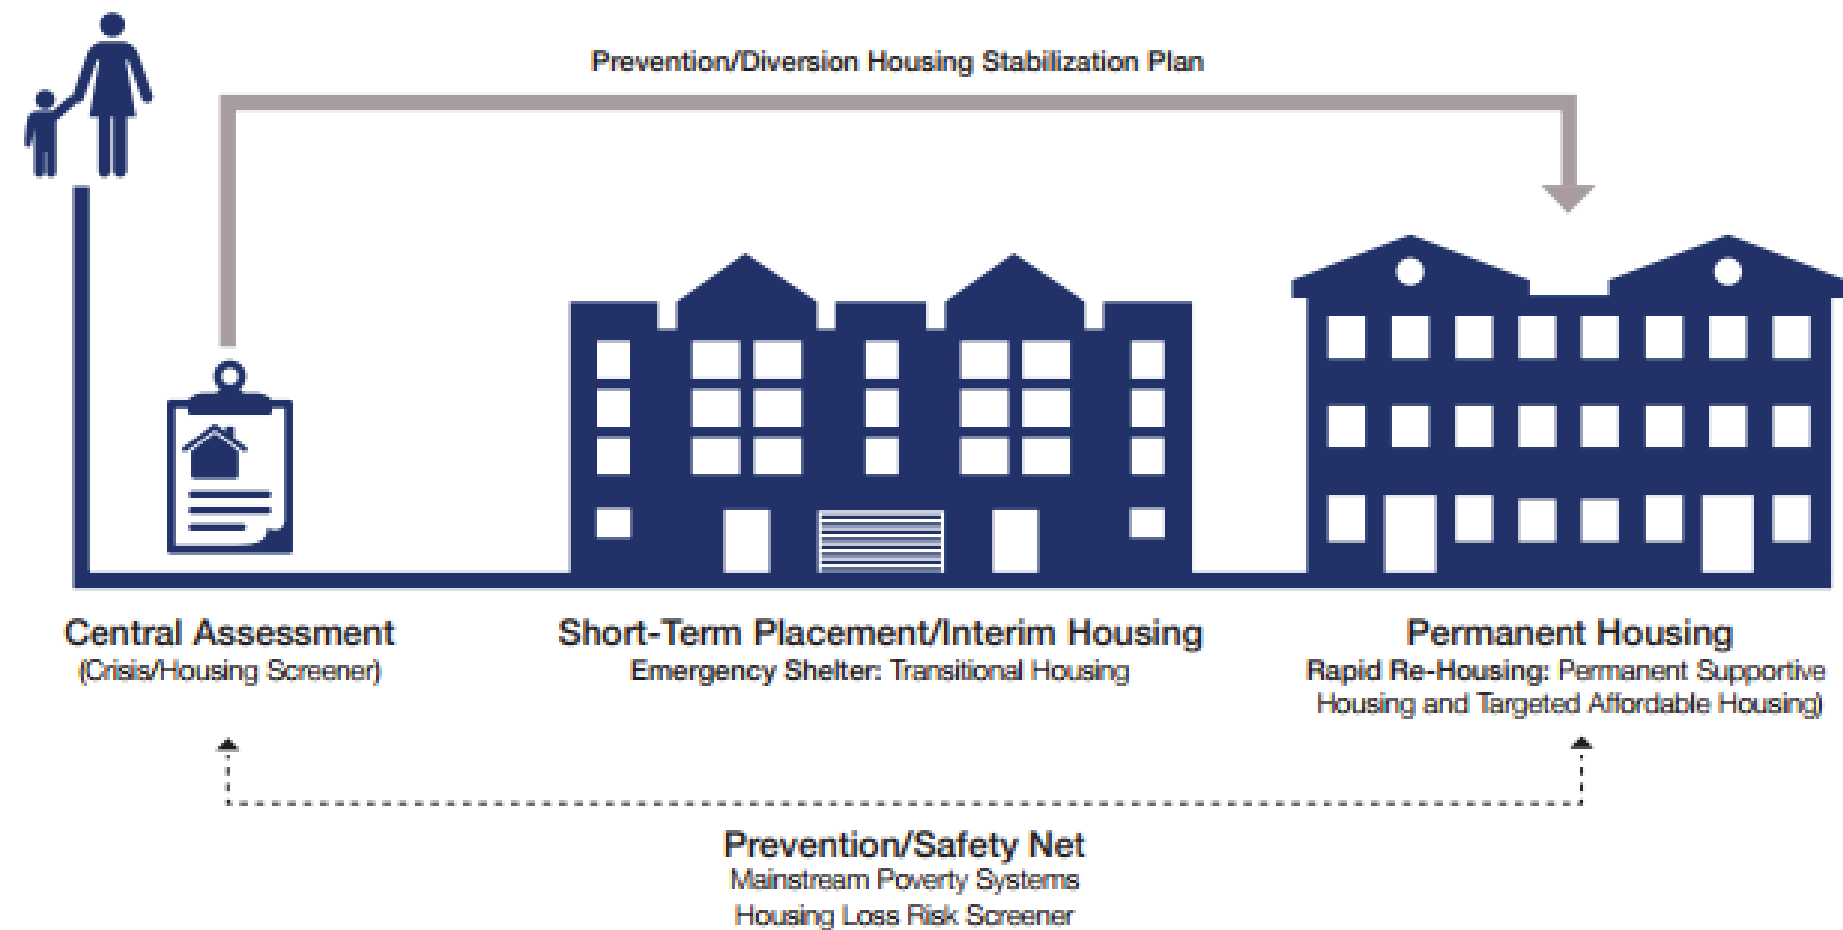 Prevention/Diversion Housing Stabilization Plan
Central Assessment
(Crisis/Housing Screener)
Short-Term Placement/Interim Housing
Emergency Shelter: Transitional Housing
Permanent Housing
Rapid Re-Housing: Permanent Supportive
Housing and Targeted Affordable Housing)
Prevention/Safety Net
Mainstream Poverty Systems
Housing Loss Risk Screener